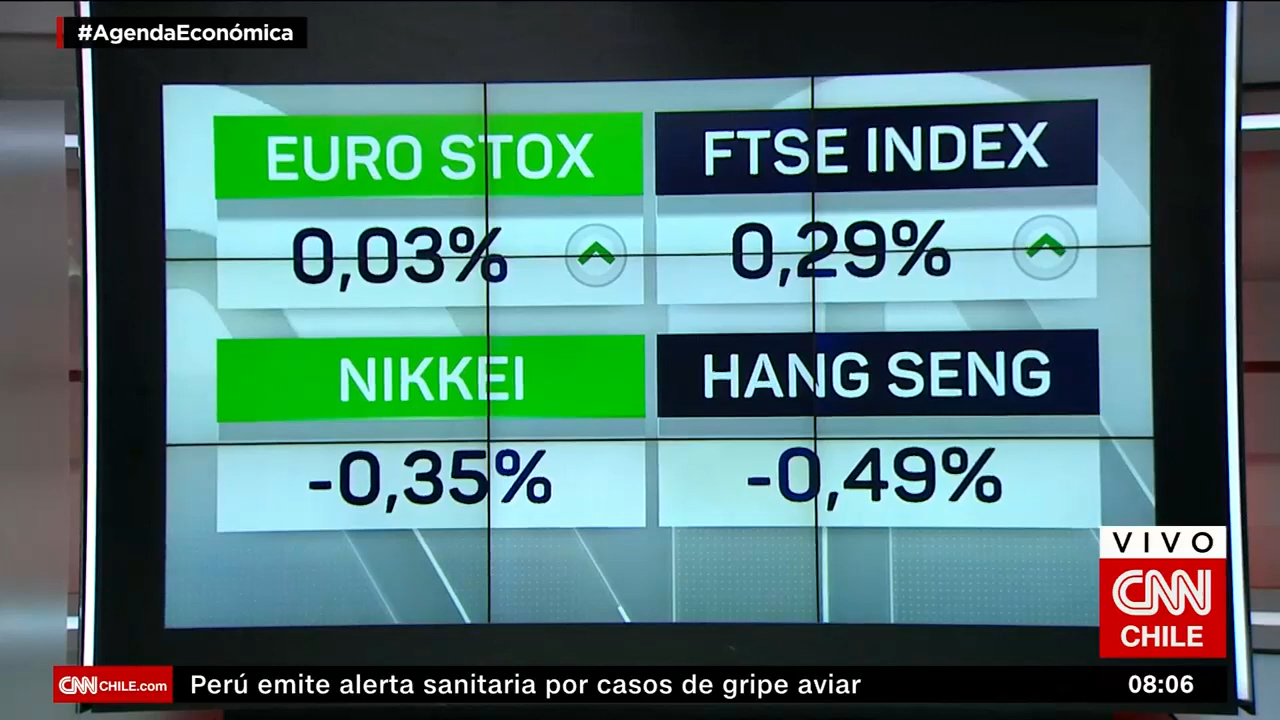 #AgendaEconómica
EURO STOX
FTSE INDEX
0,03%
0,29%
NIKKEI
HANG SENG
-0,35%
-0,49%
VIVO
CNN
CHILE
CNNCHILE.com
Perú emite alerta sanitaria por casos de gripe aviar
08:06